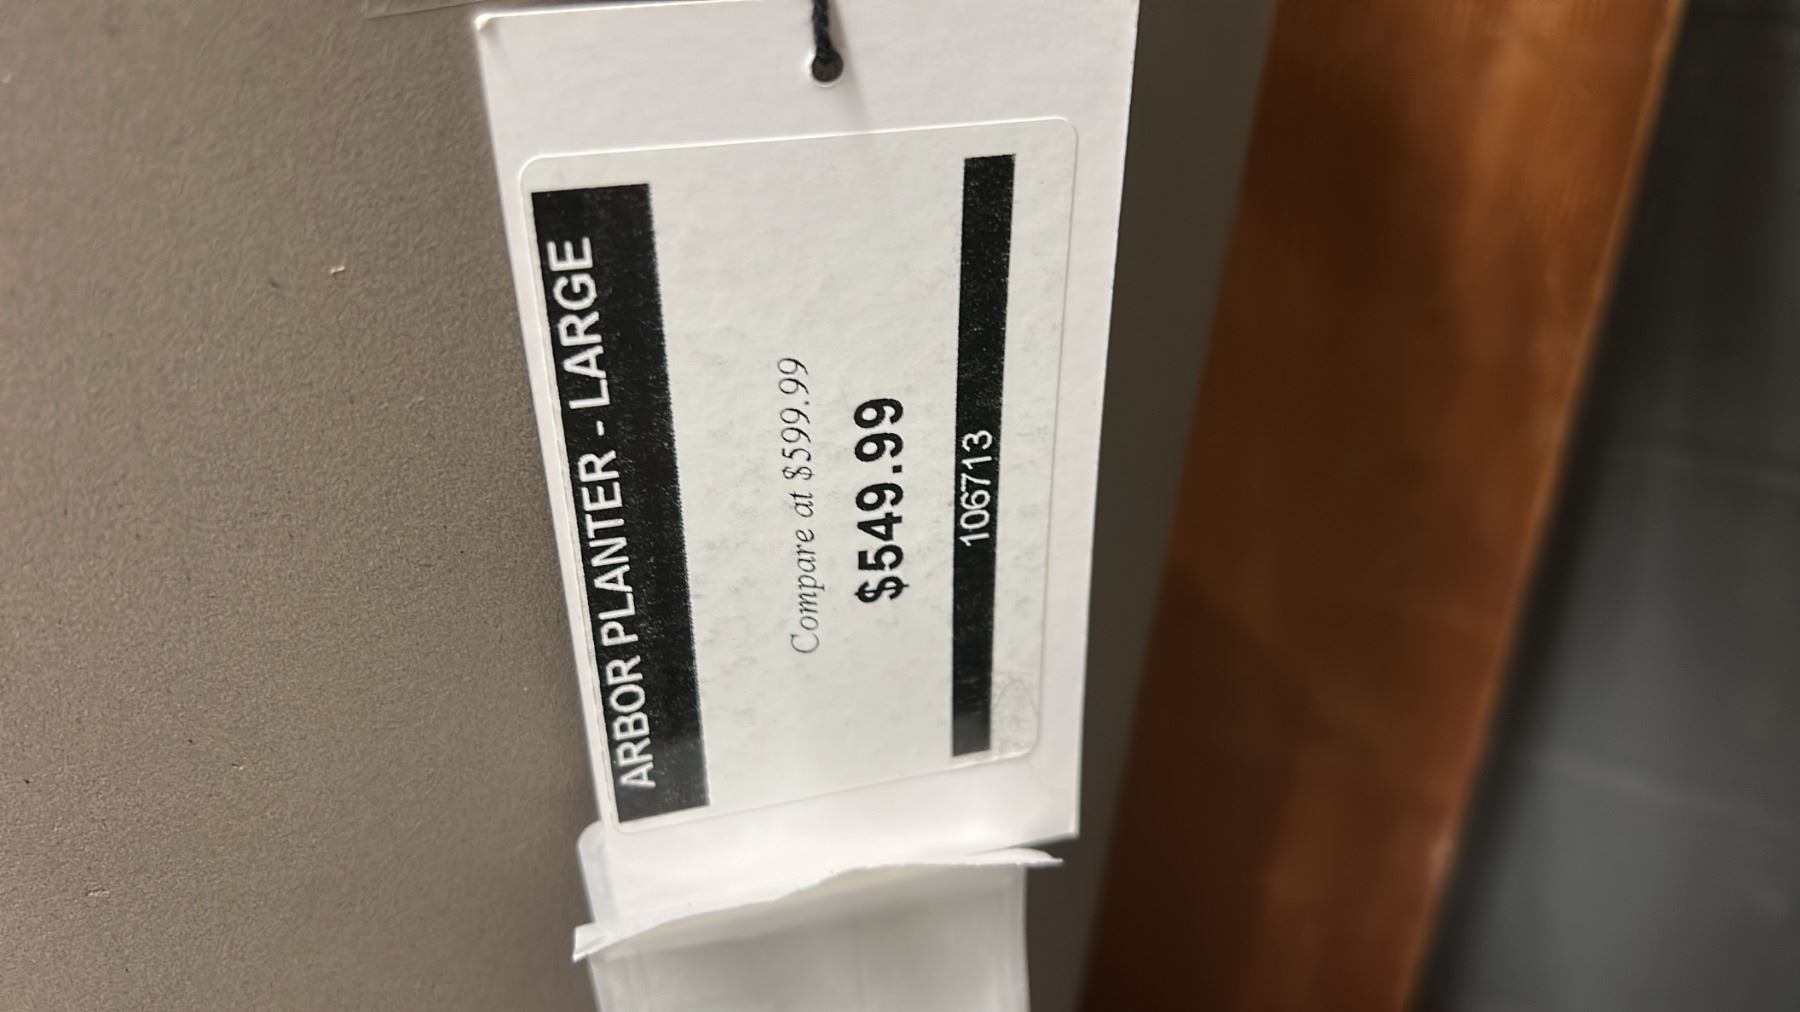 ARBOR PLANTER - LARGE
Compare at $599.99
$549.99
106713